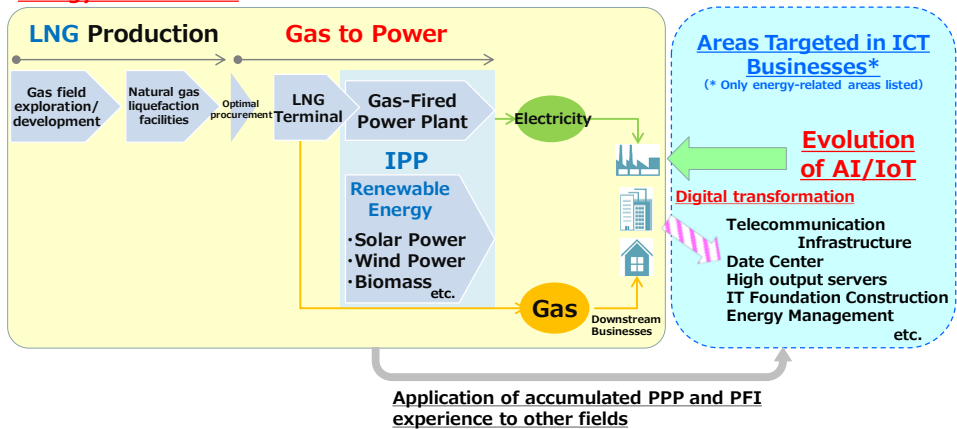 LNG Production
Gas to Power
Gas field
exploration/
development
Natural gas
liquefaction
facilities
Optimal
procurement
LNG
Terminal
Gas-Fired
Power Plant
IPP
Renewable
Energy
・Solar Power
・Wind Power
・Biomass
etc.
Electricity
Gas
Downstream
Businesses
Areas Targeted in ICT
Businesses*
(* Only energy-related areas listed)
Evolution
of AI/IoT
Digital transformation
Telecommunication
Infrastructure
Date Center
High output servers
IT Foundation Construction
Energy Management
etc.
Application of accumulated PPP and PFI
experience to other fields